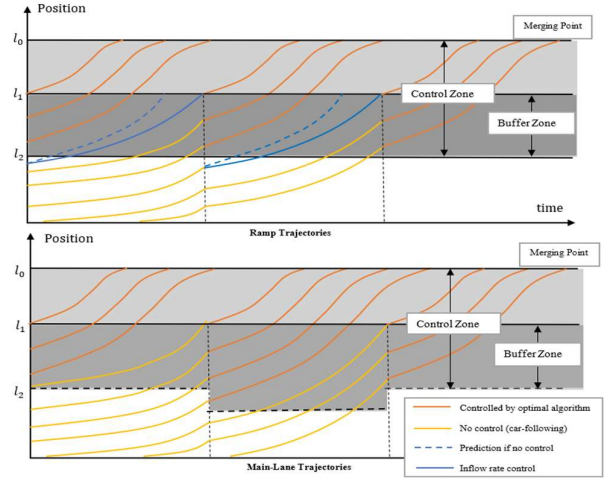 Position
Merging Point
l₀
l₁
Control Zone
Buffer Zone
l₂
time
Ramp Trajectories
Position
Merging Point
l₀
l₁
Control Zone
Buffer Zone
l₂
Controlled by optimal algorithm
No control (car-following)
Prediction if no control
Inflow rate control
Main-Lane Trajectories